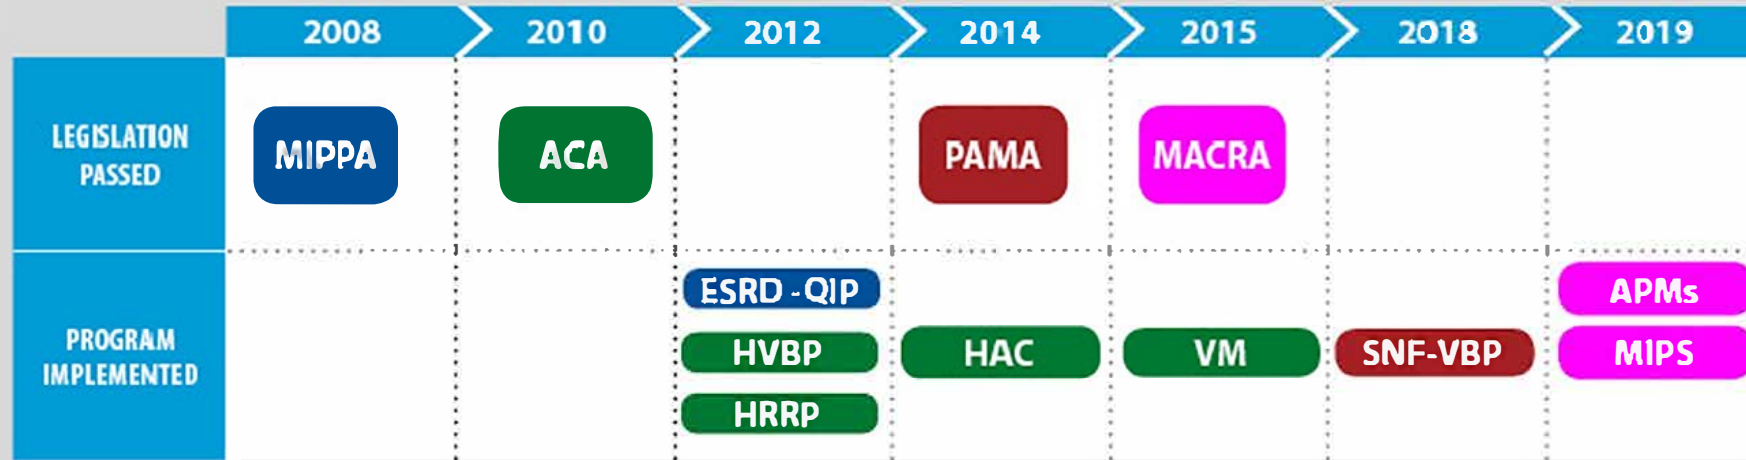 2008 2010 2012 2014 2015 2018 2019
LEGISLATION
PASSED
MIPPA ACA PAMA MACRA
PROGRAM
IMPLEMENTED
ESRD - QIP APMs
HVBP HAC VM SNF-VBP MIPS
HRRP